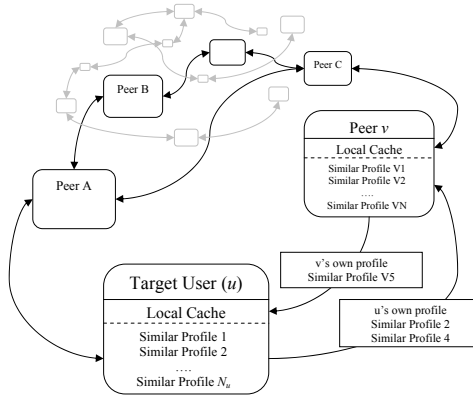 Peer C
Peer B
Peer A
Peer v
Local Cache
Similar Profile V1
Similar Profile V2
....
Similar Profile VN
v's own profile
Similar Profile V5
Target User (u)
Local Cache
Similar Profile 1
Similar Profile 2
....
Similar Profile Nu
u's own profile
Similar Profile 2
Similar Profile 4